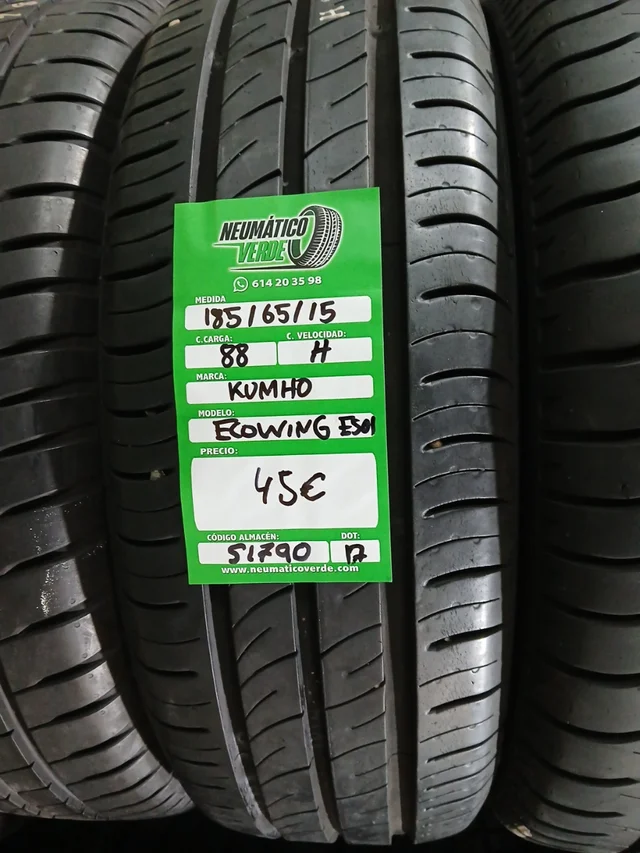 NEUMÁTICO
VERDE
614 20 35 98
MEDIDA
185/65/15
C.CARGA: C. VELOCIDAD:
88 H
MARCA:
KUMHO
MODELO:
ECOWING ES01
PRECIO:
45€
CÓDIGO ALMACÉN: DOT:
51790 17
www.neumaticoverde.com